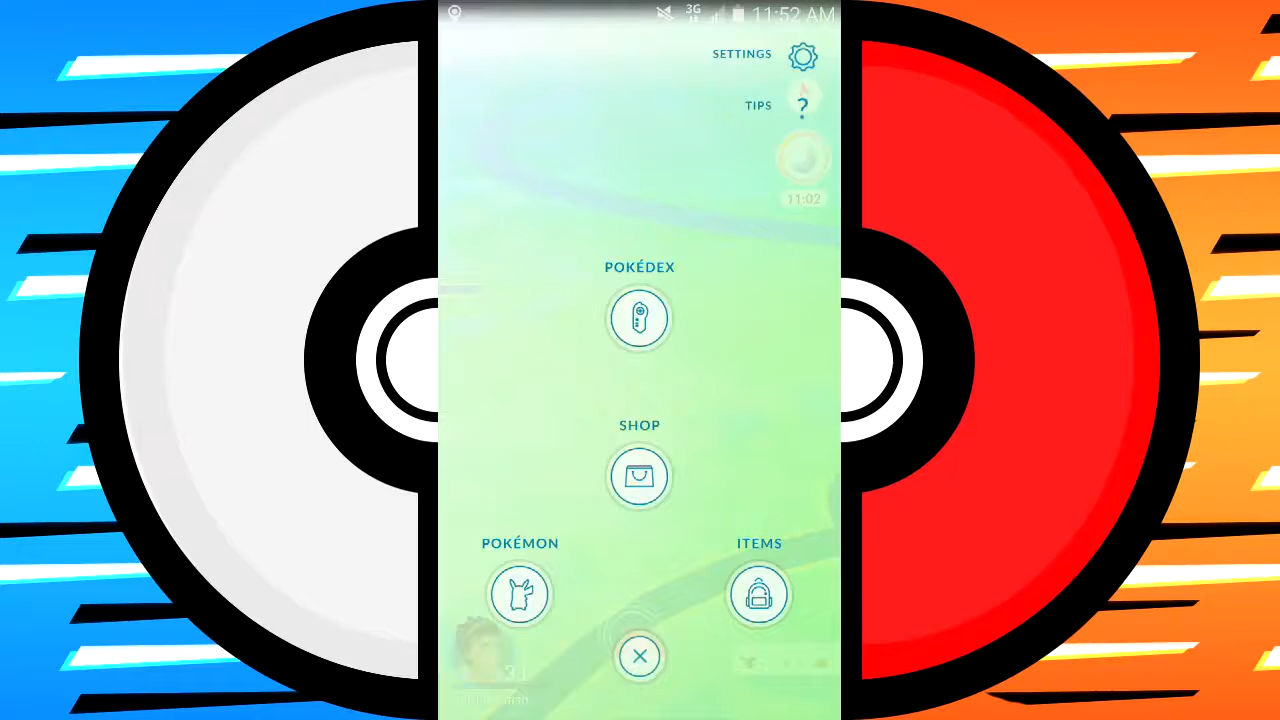 3G 11:52 AM
SETTINGS
TIPS ?
11:02
POKÉDEX
SHOP
POKÉMON
ITEMS